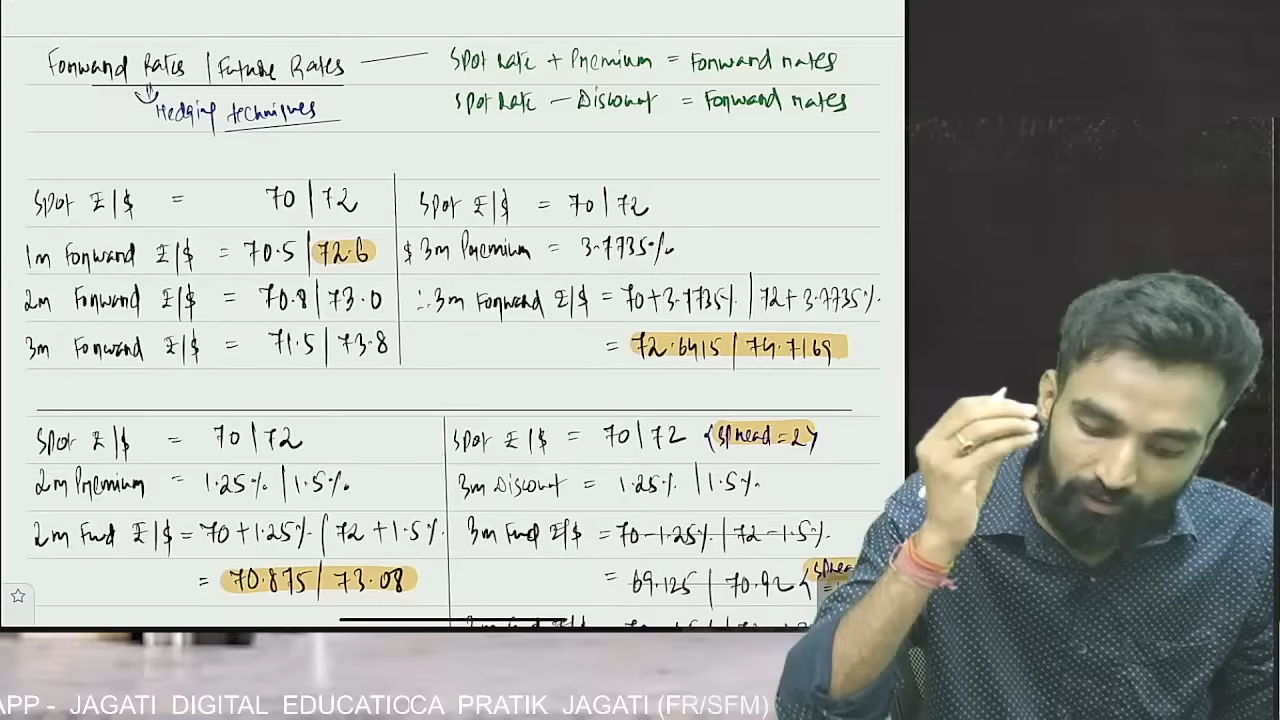 Forward Rates | Future Rates
Spot Rate + Premium = Forward rates
Hedging techniques
Spot Rate - Discount = Forward rates
Spot ₹|$ = 70|72
1m Forward ₹|$ = 70.5|72.6
2m Forward ₹|$ = 70.8|73.0
3m Forward ₹|$ = 71.5|73.8
Spot ₹|$ = 70|72
$ 3m Premium = 3.7735%
∴ 3m Forward ₹|$ = 70+3.7735% | 72+3.7735%
= 72.6415 | 74.7169
Spot ₹|$ = 70|72
2m Premium = 1.25% | 1.5%
2m Fwd ₹|$ = 70+1.25% | 72+1.5%
= 70.875 | 73.08
Spot ₹|$ = 70|72 {Spread = 2}
3m Discount = 1.25% | 1.5%
3m Fwd ₹|$ = 70-1.25% | 72-1.5%
= 69.125 | 70.92 {
APP - JAGATI DIGITAL EDUCATIOCA PRATIK JAGATI (FR/SFM)